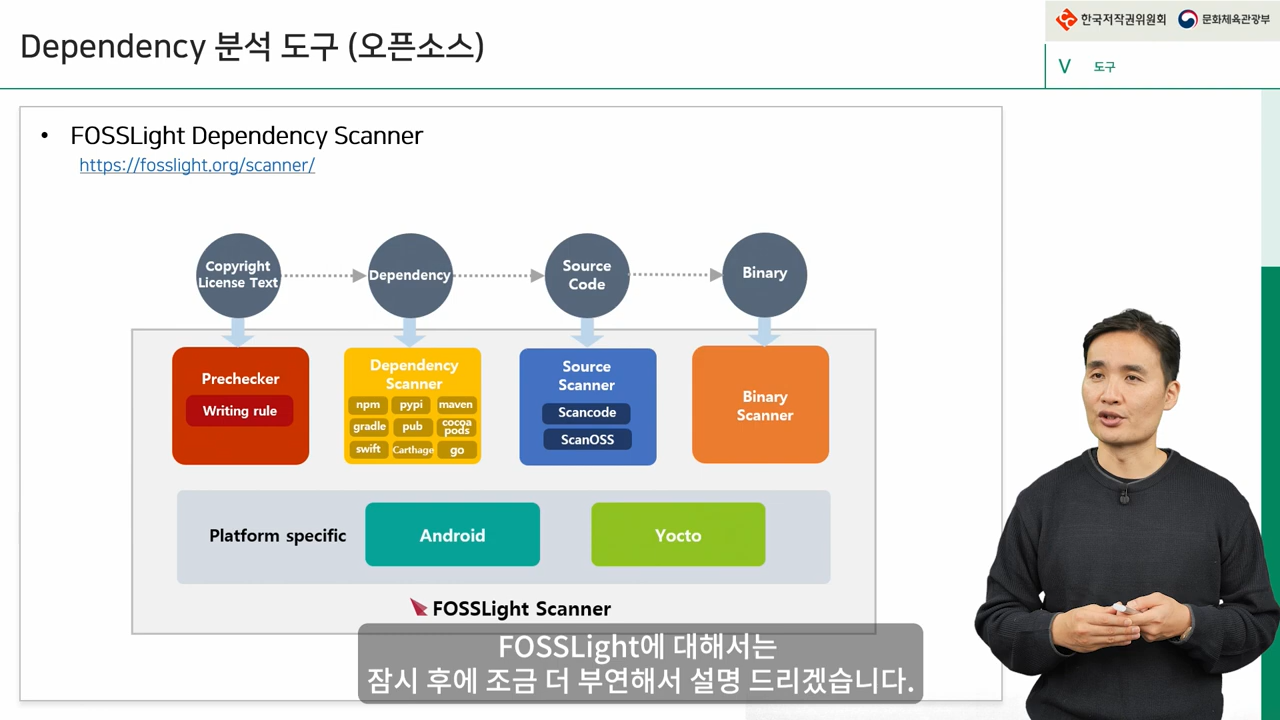 한국저작권위원회
문화체육관광부
Dependency 분석 도구 (오픈소스)
V 도구
• FOSSLight Dependency Scanner
https://fosslight.org/scanner/
Copyright
License Text
Dependency
Source
Code
Binary
Prechecker
Writing rule
Dependency
Scanner
npm pypi maven
gradle pub cocoa
pods
swift Carthage go
Source
Scanner
Scancode
ScanOSS
Binary
Scanner
Platform specific
Android
Yocto
FOSSLight Scanner
FOSSLight에 대해서는
잠시 후에 조금 더 부연해서 설명 드리겠습니다.